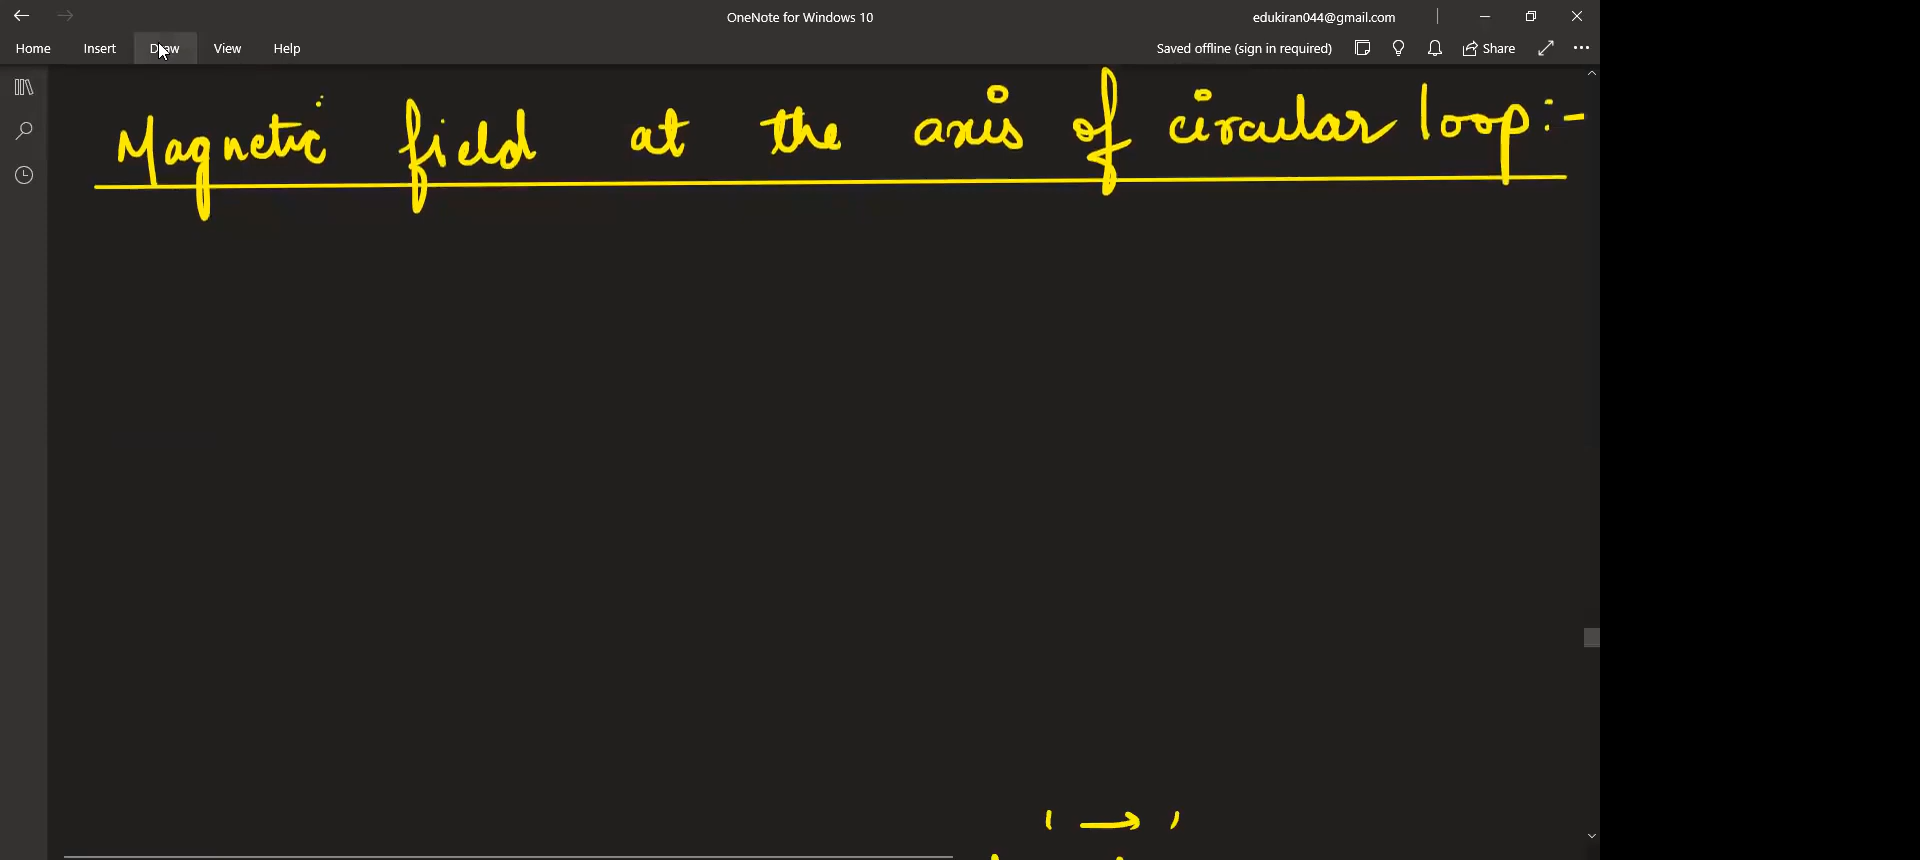 OneNote for Windows 10
edukiran044@gmail.com
Home Insert Draw View Help
Saved offline (sign in required) Share
Magnetic field at the axis of circular loop:-